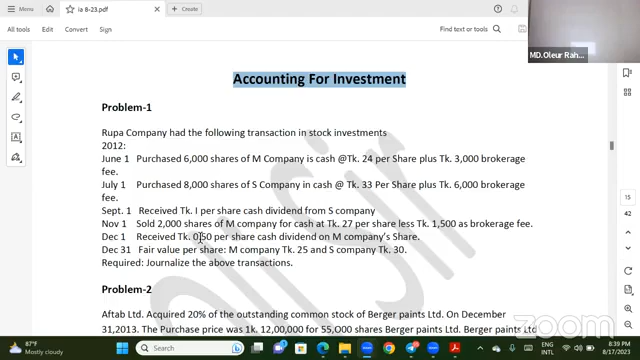 Menu
ia 8-23.pdf
Create
All tools
Edit
Convert
Sign
Find text or tools
MD.Oleur Rah...
Accounting For Investment
Problem-1
Rupa Company had the following transaction in stock investments
2012:
June 1 Purchased 6,000 shares of M Company is cash @Tk. 24 per Share plus Tk. 3,000 brokerage
fee.
July 1 Purchased 8,000 shares of S Company in cash @ Tk. 33 Per Share plus Tk. 6,000 brokerage
fee.
Sept. 1 Received Tk. I per share cash dividend from S company
Nov 1 Sold 2,000 shares of M company for cash at Tk. 27 per share less Tk. 1,500 as brokerage fee.
Dec 1 Received Tk. 0.50 per share cash dividend on M company's Share.
Dec 31 Fair value per share: M company Tk. 25 and S company Tk. 30.
Required: Journalize the above transactions.
Problem-2
Aftab Ltd. Acquired 20% of the outstanding common stock of Berger paints Ltd. On December
31,2013. The Purchase price was 1k. 12,00,000 for 55,000 shares Berger paints Ltd. Berger paints Ltd
15
42
zoom
87°F
Mostly cloudy
Search
ENG
INTL
8:39 PM
8/17/2023